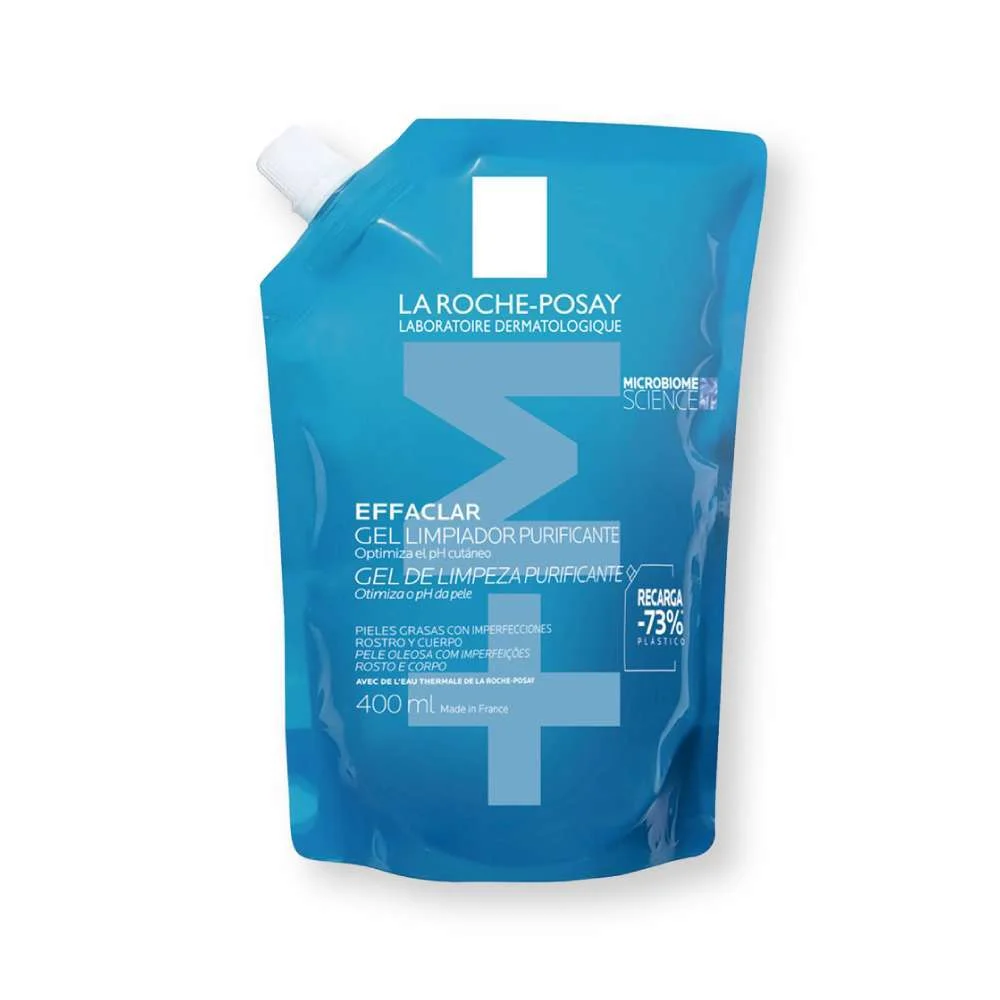 LA ROCHE-POSAY
LABORATOIRE DERMATOLOGIQUE
MICROBIOME
SCIENCE
+M
EFFACLAR
GEL LIMPIADOR PURIFICANTE
Optimiza el pH cutáneo
GEL DE LIMPEZA PURIFICANTE
Otimiza o pH da pele
RECARGA
-73%
PLÁSTICO
PIELES GRASAS CON IMPERFECCIONES
ROSTRO Y CUERPO
PELE OLEOSA COM IMPERFEIÇÕES
ROSTO E CORPO
AVEC DE L'EAU THERMALE DE LA ROCHE-POSAY
400 ml Made in France